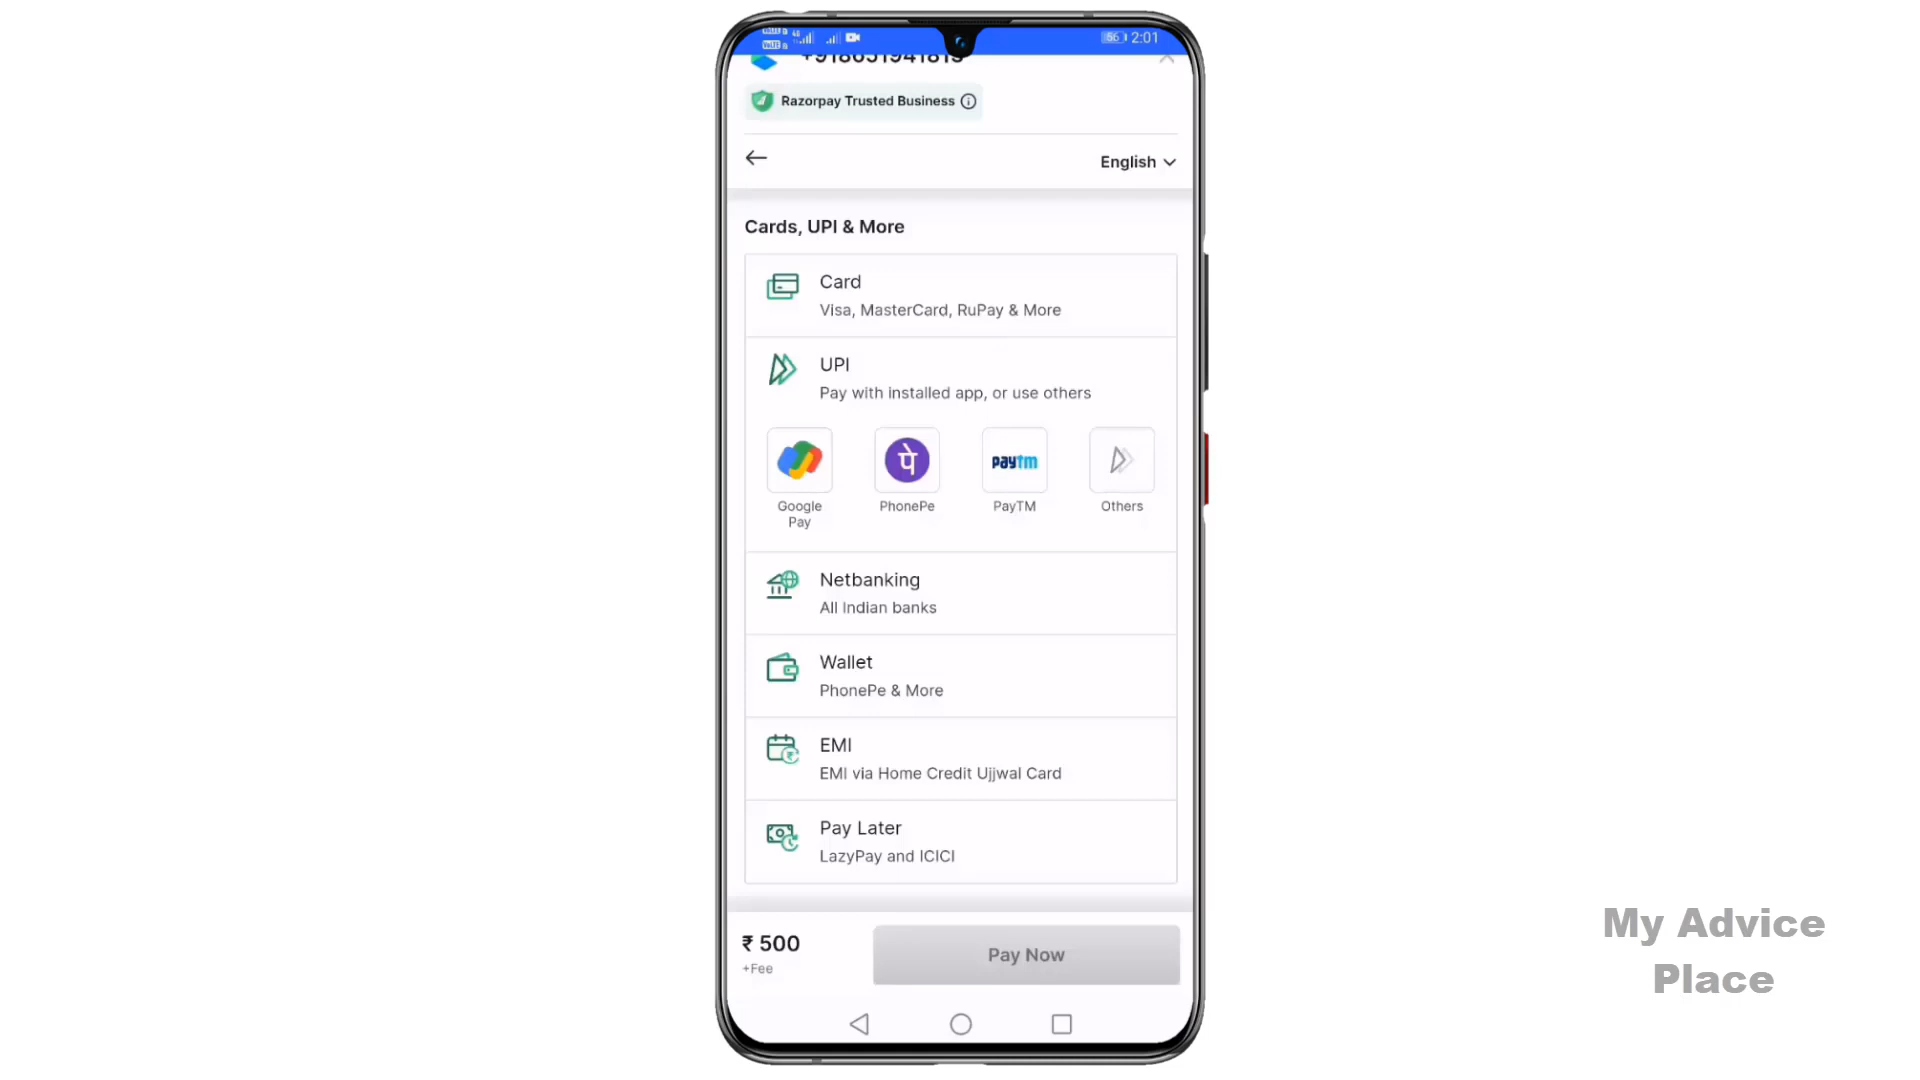 56 2:01
Razorpay Trusted Business
English
Cards, UPI & More
Card
Visa, MasterCard, RuPay & More
UPI
Pay with installed app, or use others
पे
paytm
Google
Pay
PhonePe
PayTM
Others
Netbanking
All Indian banks
Wallet
PhonePe & More
EMI
EMI via Home Credit Ujjwal Card
Pay Later
LazyPay and ICICI
₹ 500
+Fee
Pay Now
My Advice
Place